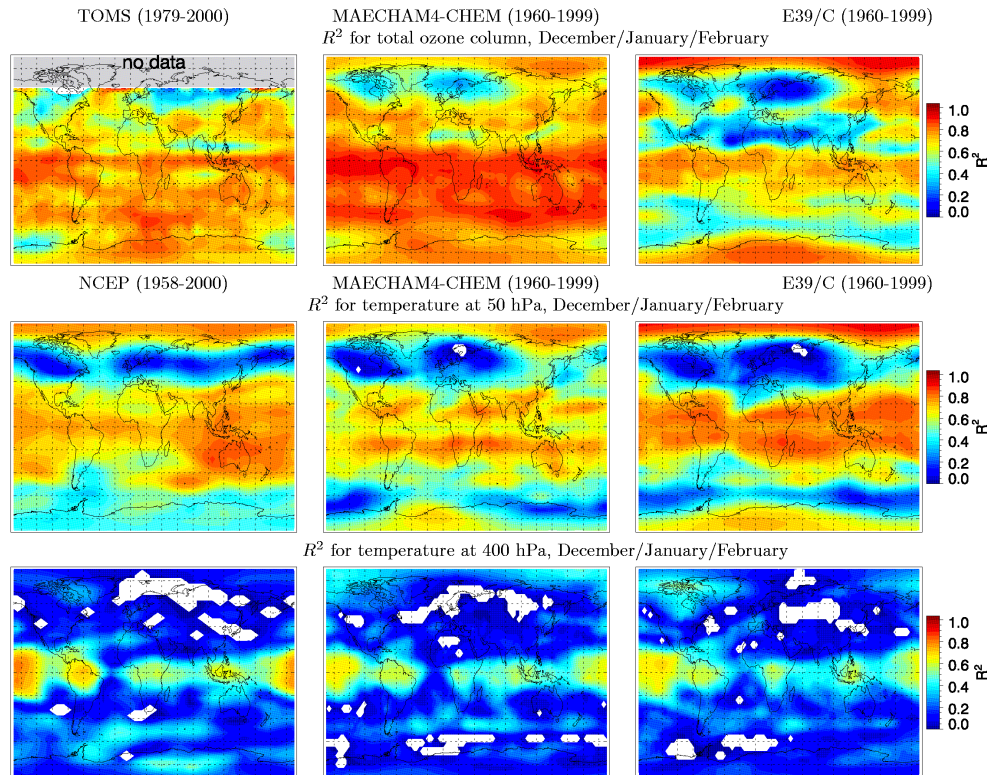 TOMS (1979-2000) MAECHAM4-CHEM (1960-1999) E39/C (1960-1999)
R² for total ozone column, December/January/February
no data
1.0
0.8
0.6
0.4
0.2
0.0
R²
NCEP (1958-2000) MAECHAM4-CHEM (1960-1999) E39/C (1960-1999)
R² for temperature at 50 hPa, December/January/February
1.0
0.8
0.6
0.4
0.2
0.0
R²
R² for temperature at 400 hPa, December/January/February
1.0
0.8
0.6
0.4
0.2
0.0
R²